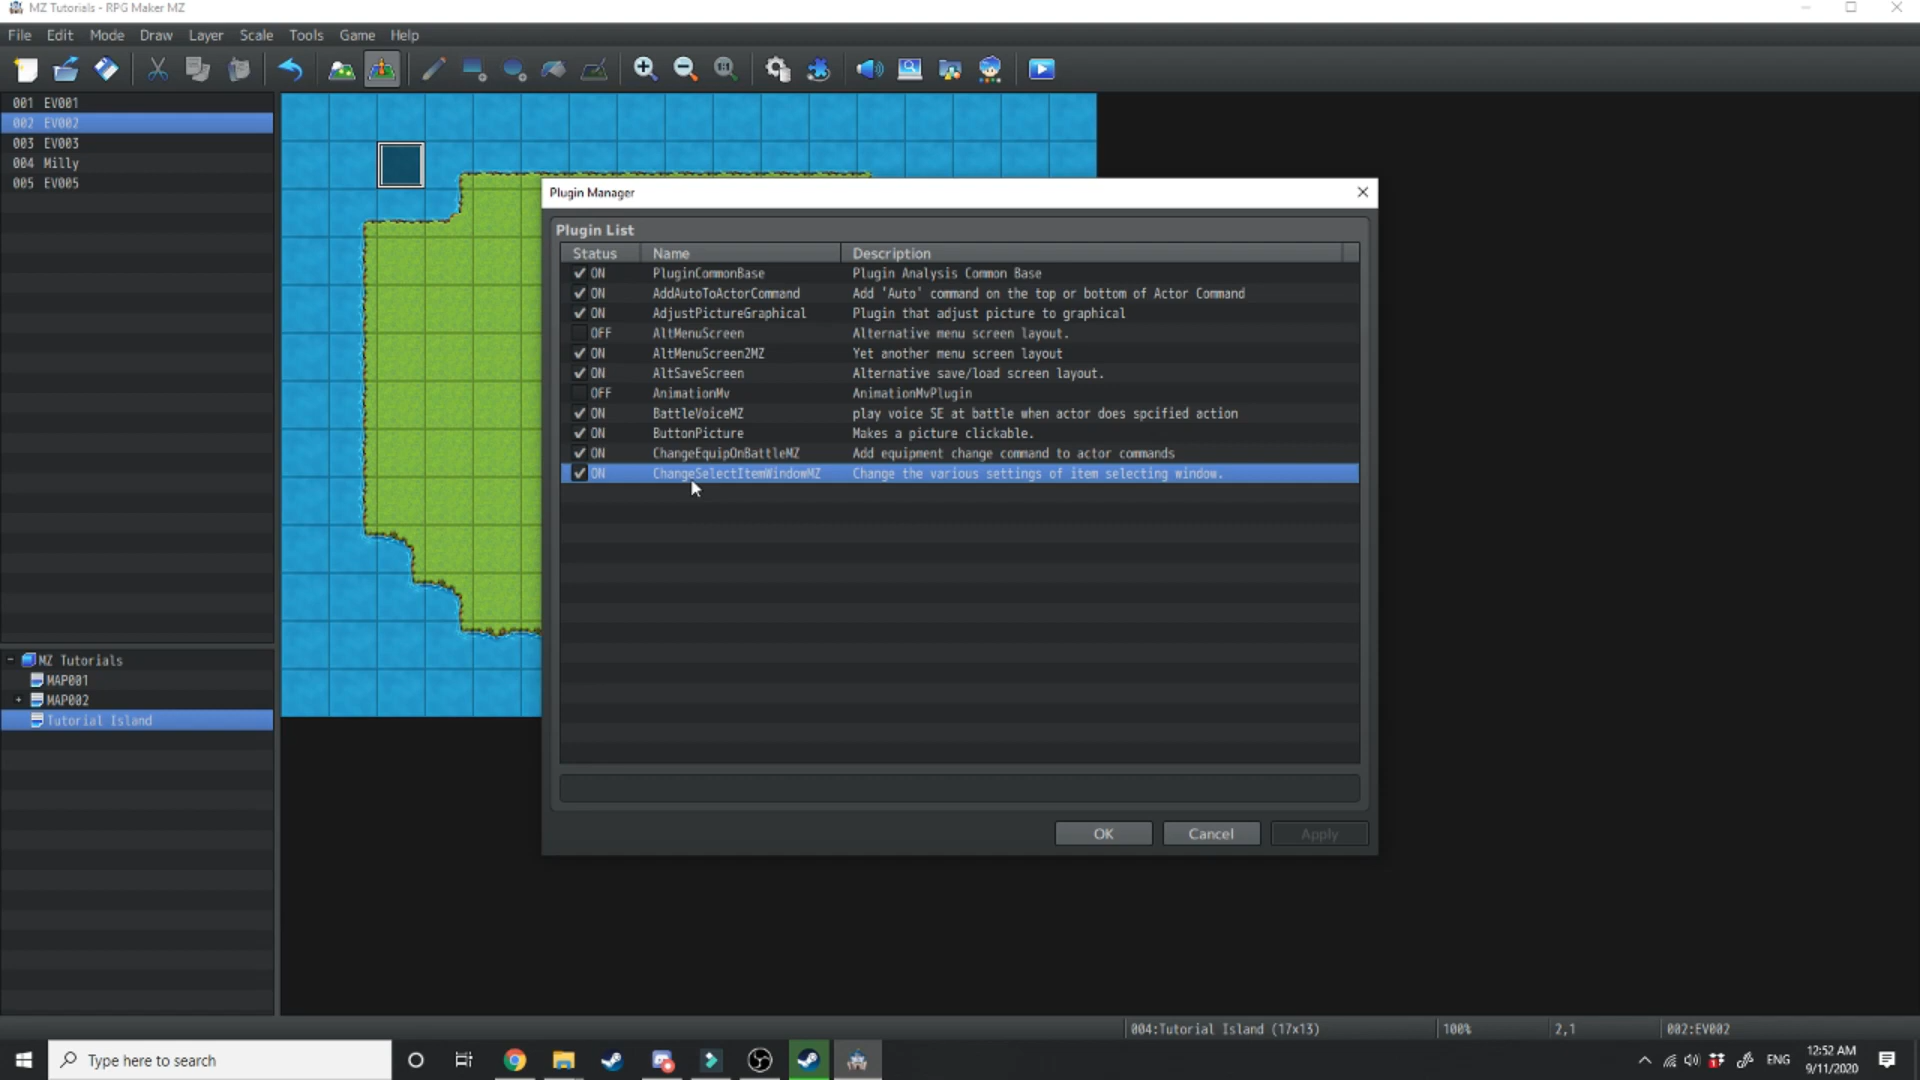 MZ Tutorials - RPG Maker MZ
File Edit Mode Draw Layer Scale Tools Game Help
001 EV001
002 EV002
003 EV003
004 Milly
005 EV005
Plugin Manager
Plugin List
Status Name Description
ON PluginCommonBase Plugin Analysis Common Base
ON AddAutoToActorCommand Add 'Auto' command on the top or bottom of Actor Command
ON AdjustPictureGraphical Plugin that adjust picture to graphical
OFF AltMenuScreen Alternative menu screen layout.
ON AltMenuScreen2MZ Yet another menu screen layout
ON AltSaveScreen Alternative save/load screen layout.
OFF AnimationMv AnimationMvPlugin
ON BattleVoiceMZ play voice SE at battle when actor does spcified action
ON ButtonPicture Makes a picture clickable.
ON ChangeEquipOnBattleMZ Add equipment change command to actor commands
ON ChangeSelectItemWindowMZ Change the various settings of item selecting window.
OK Cancel Apply
MZ Tutorials
MAP001
MAP002
Tutorial Island
004:Tutorial Island (17x13) 100% 2,1 002:EV002
Type here to search
ENG
12:52 AM
9/11/2020